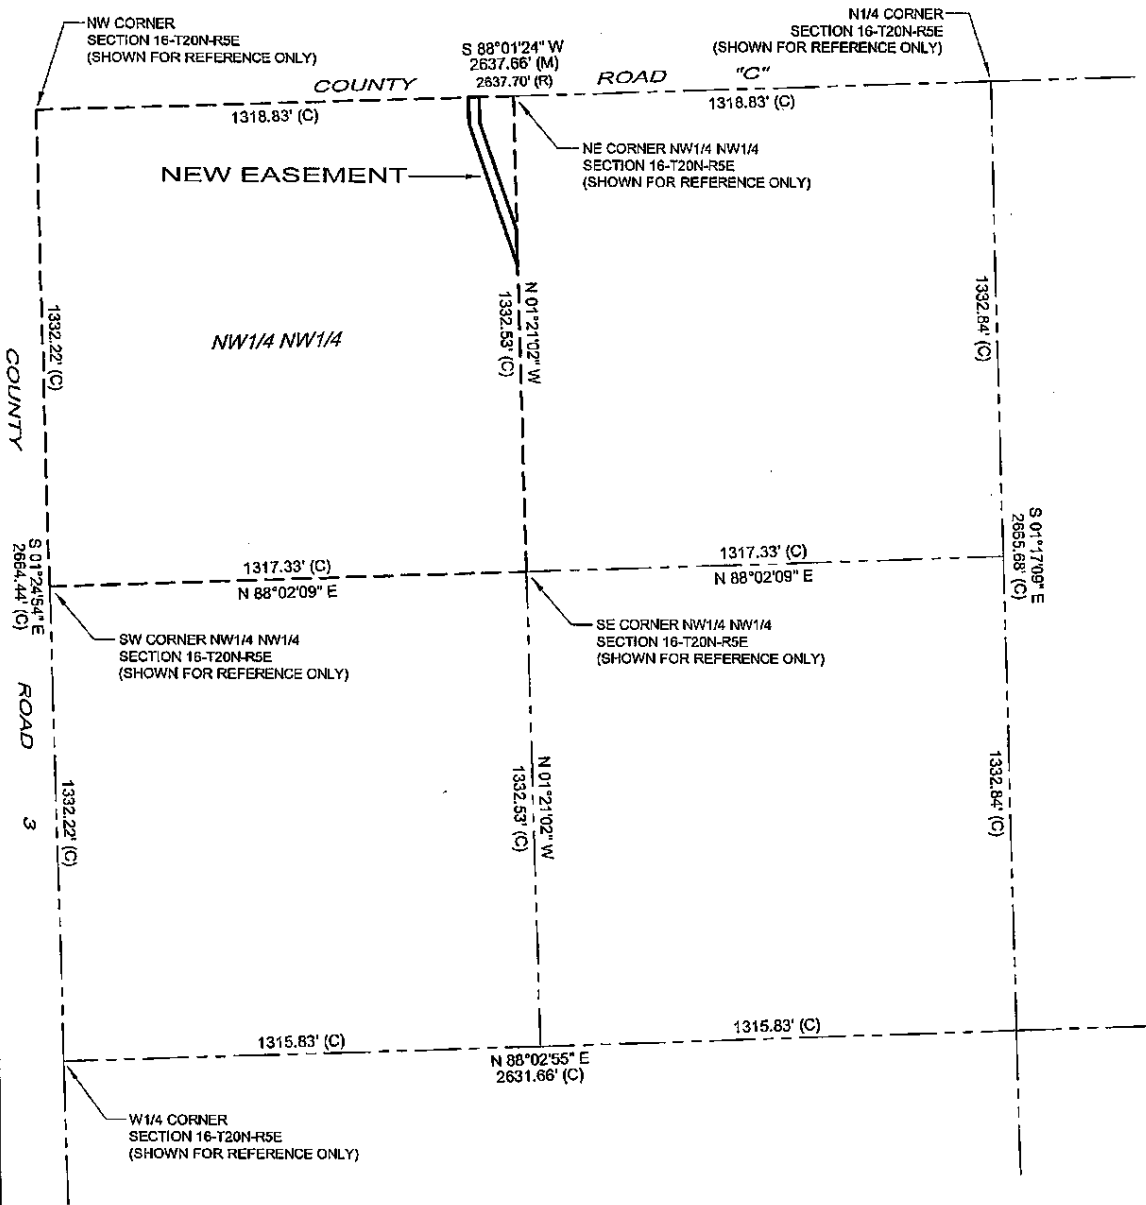 NW CORNER
SECTION 16-T20N-R5E
(SHOWN FOR REFERENCE ONLY)
N1/4 CORNER
SECTION 16-T20N-R5E
(SHOWN FOR REFERENCE ONLY)
S 88°01'24" W
2637.66' (M)
2637.70' (R)
COUNTY ROAD "C"
1318.83' (C)
1318.83' (C)
NE CORNER NW1/4 NW1/4
SECTION 16-T20N-R5E
(SHOWN FOR REFERENCE ONLY)
NEW EASEMENT
N 01°21'02" W
1332.53' (C)
1332.22' (C)
1332.84' (C)
NW1/4 NW1/4
COUNTY ROAD 3
S 01°24'54" E
2664.44' (C)
S 01°17'09" E
2665.68' (C)
1317.33' (C)
N 88°02'09" E
1317.33' (C)
N 88°02'09" E
SW CORNER NW1/4 NW1/4
SECTION 16-T20N-R5E
(SHOWN FOR REFERENCE ONLY)
SE CORNER NW1/4 NW1/4
SECTION 16-T20N-R5E
(SHOWN FOR REFERENCE ONLY)
1332.22' (C)
N 01°21'02" W
1332.53' (C)
1332.84' (C)
1315.83' (C)
1315.83' (C)
N 88°02'55" E
2631.66' (C)
W1/4 CORNER
SECTION 16-T20N-R5E
(SHOWN FOR REFERENCE ONLY)